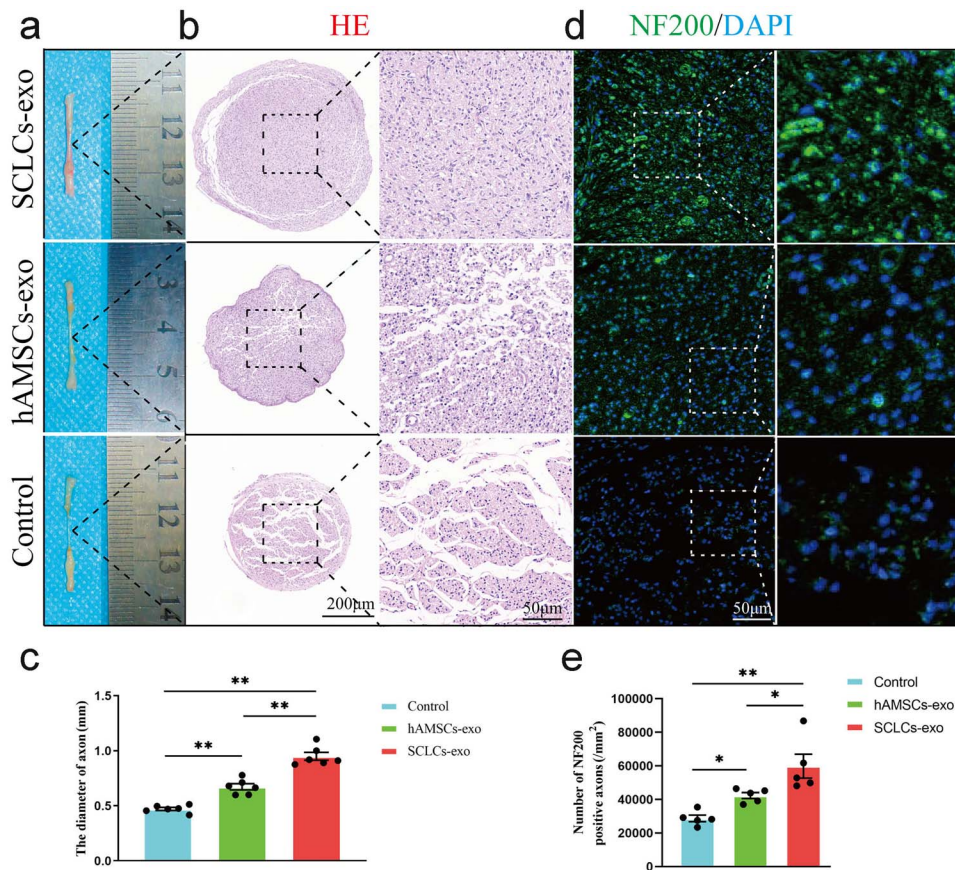 a
b
HE
d
NF200/DAPI
SCLCs-exo
11
12
13
14
hAMSCs-exo
3
4
5
6
Control
11
12
13
14
200μm
50μm
50μm
c
**
**
**
The diameter of axon (mm)
1.5
1.0
0.5
0.0
Control
hAMSCs-exo
SCLCs-exo
e
**
*
*
Number of NF200
positive axons (/mm²)
100000
80000
60000
40000
20000
0
Control
hAMSCs-exo
SCLCs-exo